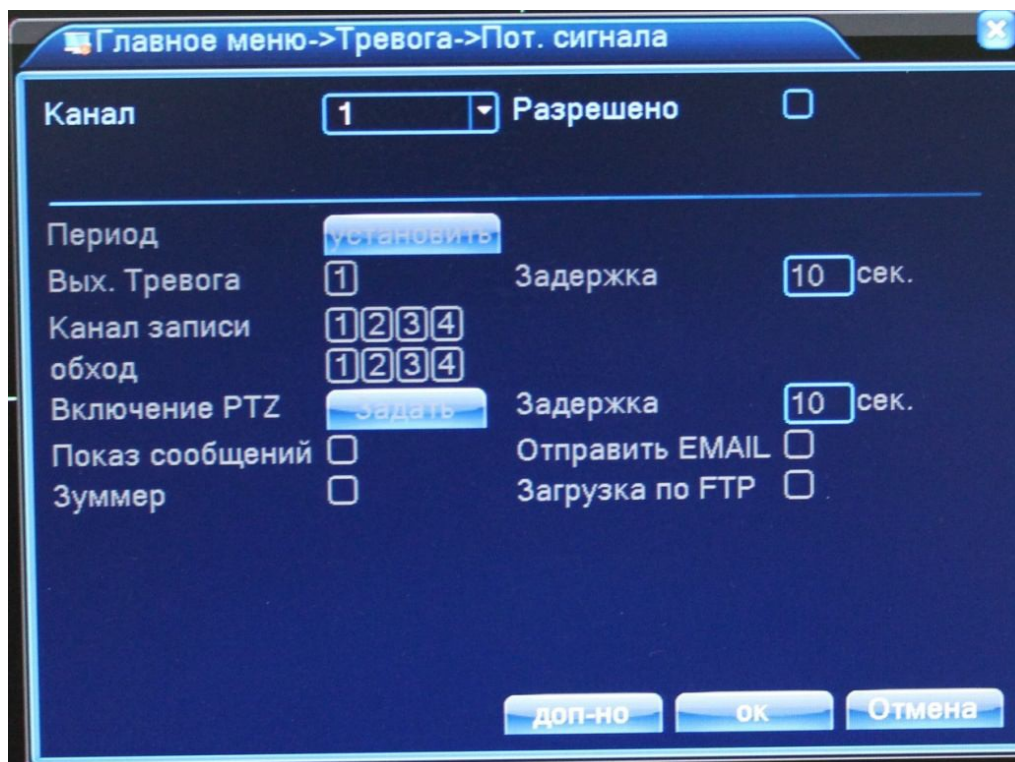 Главное меню->Тревога->Пот. сигнала
Канал 1 Разрешено
Период установить
Вых. Тревога 1 Задержка 10 сек.
Канал записи 1 2 3 4
обход 1 2 3 4
Включение PTZ Задать Задержка 10 сек.
Показ сообщений Отправить EMAIL
Зуммер Загрузка по FTP
доп-но ок Отмена